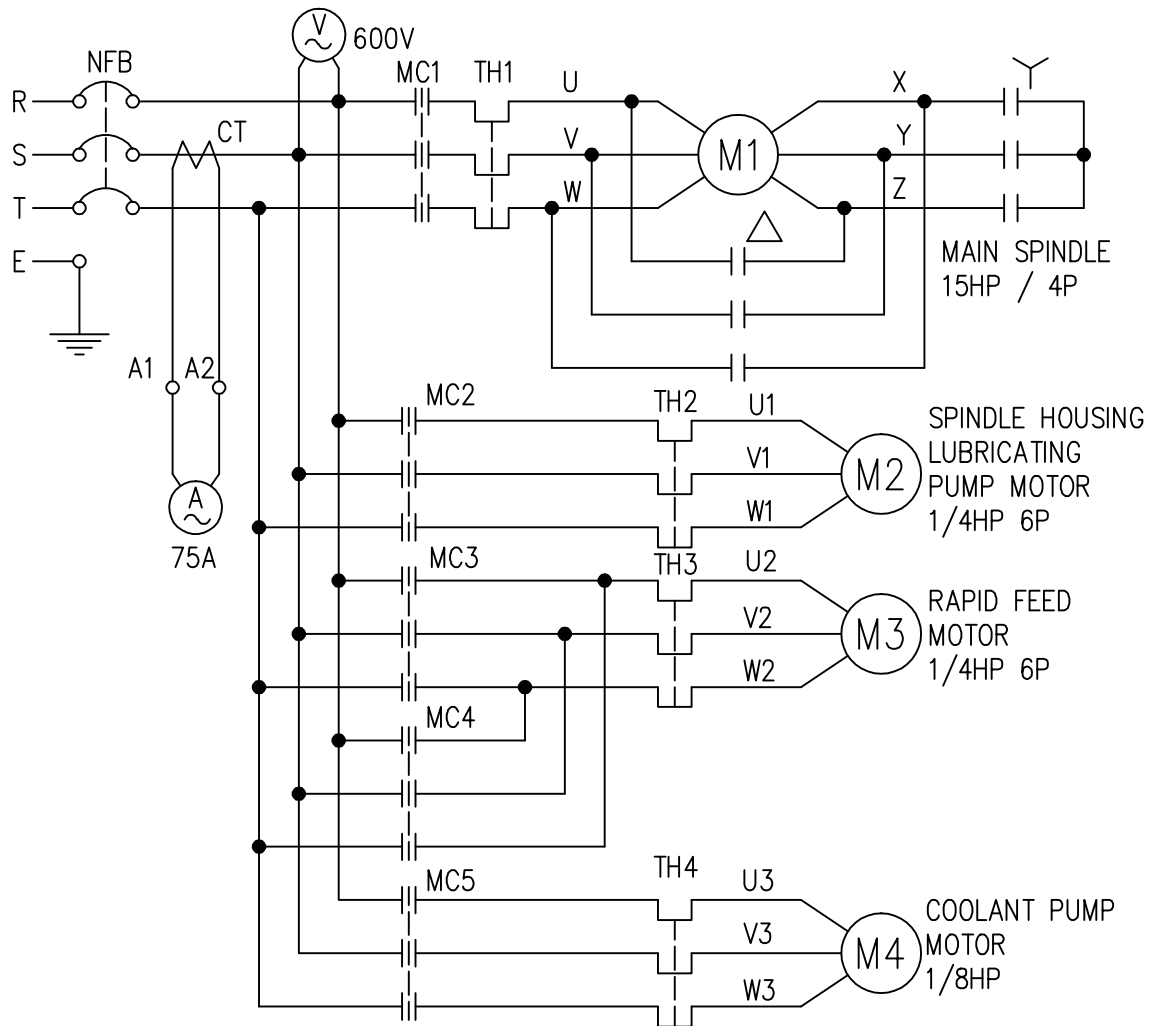 V
600V
NFB
MC1
TH1
R
U
X
CT
S
V
M1
Y
T
W
Z
E
MAIN SPINDLE
15HP / 4P
A1
A2
MC2
TH2
U1
SPINDLE HOUSING
LUBRICATING
PUMP MOTOR
1/4HP 6P
V1
M2
W1
A
75A
MC3
TH3
U2
RAPID FEED
MOTOR
1/4HP 6P
V2
M3
W2
MC4
MC5
TH4
U3
COOLANT PUMP
MOTOR
1/8HP
V3
M4
W3